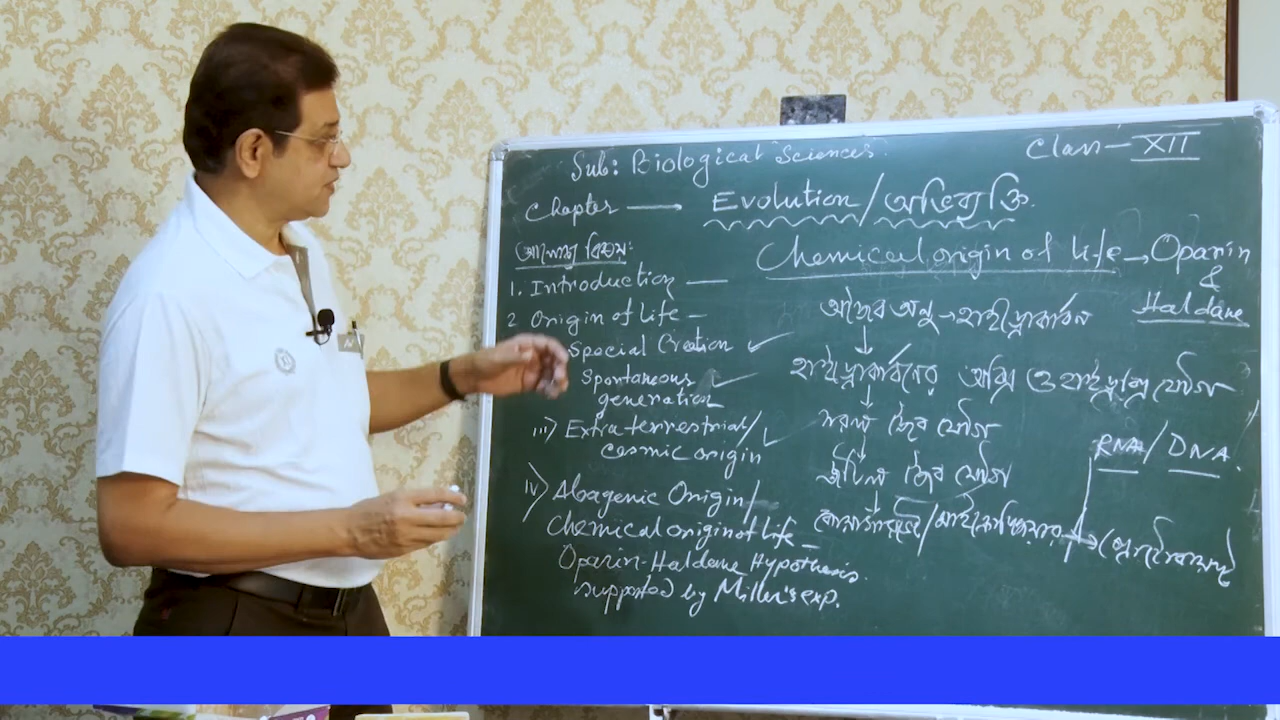 Sub: Biological Sciences.
Class — XII
Chapter ⟶ Evolution/অভিব্যক্তি.
আলোচ্য বিষয়:
1. Introduction —
2. Origin of Life —
Special Creation ✓
Spontaneous
generation ✓
iii) Extra terrestrial/
cosmic origin ✓
iv) Abogenic Origin/
Chemical origin of life —
Oparin-Haldane Hypothesis
supported by Miller's exp.
Chemical origin of life → Oparin
&
Haldane
অজৈব অনু → হাইড্রোকার্বন
↓
হাইড্রোকার্বনের অক্সি ও হাইড্রক্সি যৌগ
↓
সরল জৈব যৌগ
↓
জটিল জৈব যৌগ
↓
কোয়াসারভেট/মাইক্রোস্ফিয়ার →
RNA/DNA.